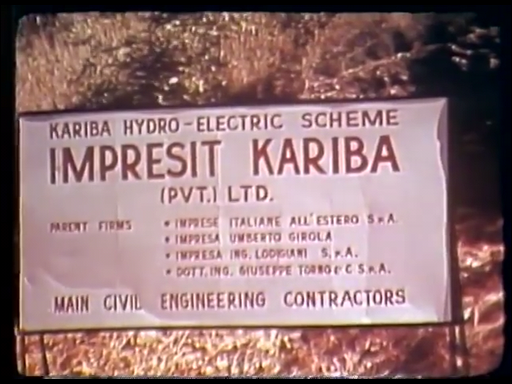 KARIBA HYDRO-ELECTRIC SCHEME
IMPRESIT KARIBA
(PVT.) LTD.
PARENT FIRMS • IMPRESE ITALIANE ALL'ESTERO S.P.A.
• IMPRESA UMBERTO GIROLA
• IMPRESA ING. LODIGIANI S.P.A.
• DOTT. ING. GIUSEPPE TORNO & C S.P.A.
MAIN CIVIL ENGINEERING CONTRACTORS